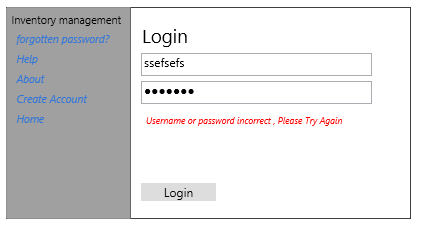 Inventory management
forgotten password?
Help
About
Create Account
Home
Login
ssefsefs
●●●●●●●
Username or password incorrect , Please Try Again
Login